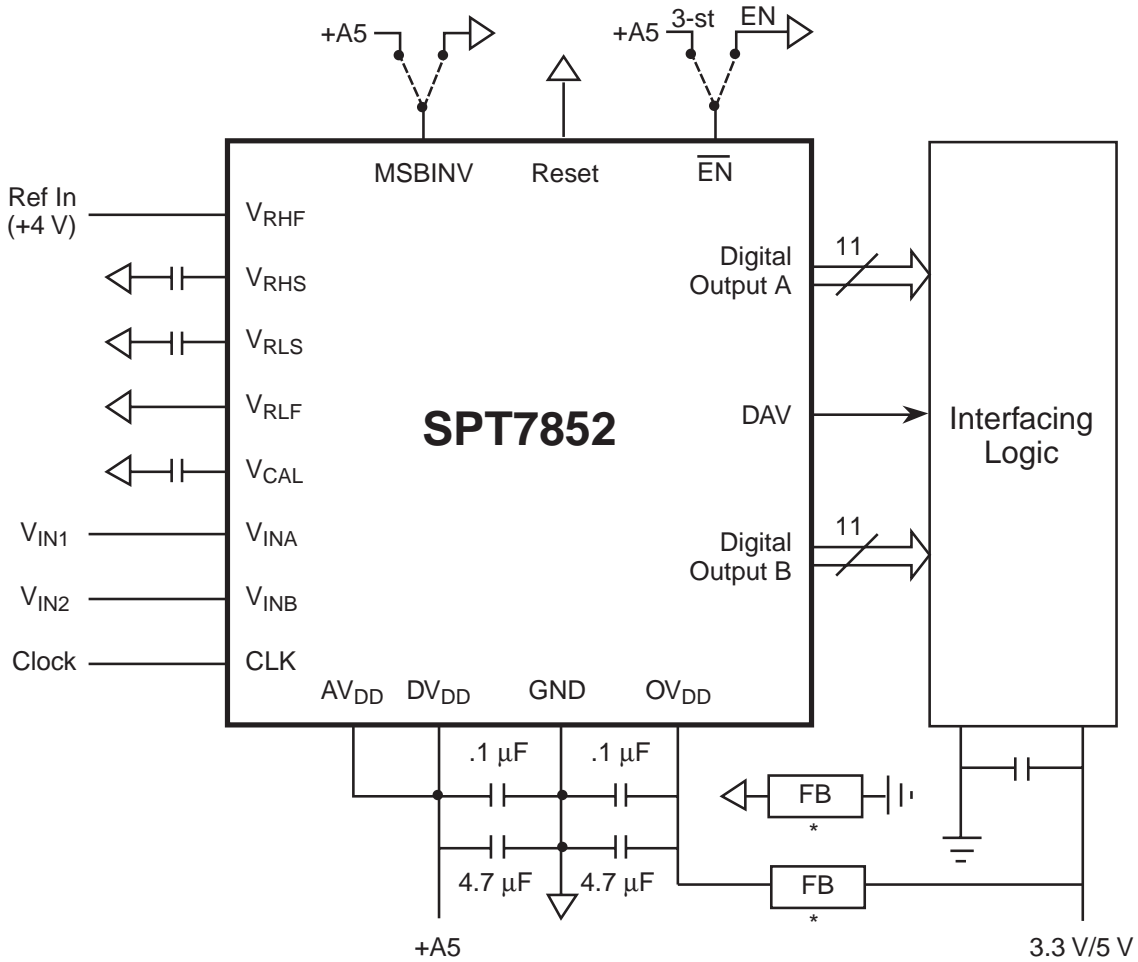 +A5
+A5 3-st EN
MSBINV Reset EN
Ref In
(+4 V)
VRHF
VRHS
VRLS
VRLF
VCAL
VIN1 VINA
VIN2 VINB
Clock CLK
SPT7852
Digital
Output A
11
DAV
Digital
Output B
11
Interfacing
Logic
AVDD DVDD GND OVDD
.1 μF .1 μF
4.7 μF 4.7 μF
FB
*
FB
*
+A5
3.3 V/5 V